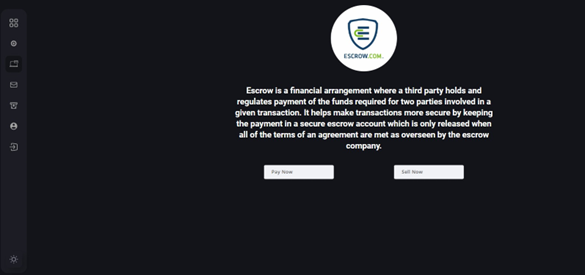 ESCROW.COM
Escrow is a financial arrangement where a third party holds and
regulates payment of the funds required for two parties involved in a
given transaction. It helps make transactions more secure by keeping
the payment in a secure escrow account which is only released when
all of the terms of an agreement are met as overseen by the escrow
company.
Pay Now
Sell Now